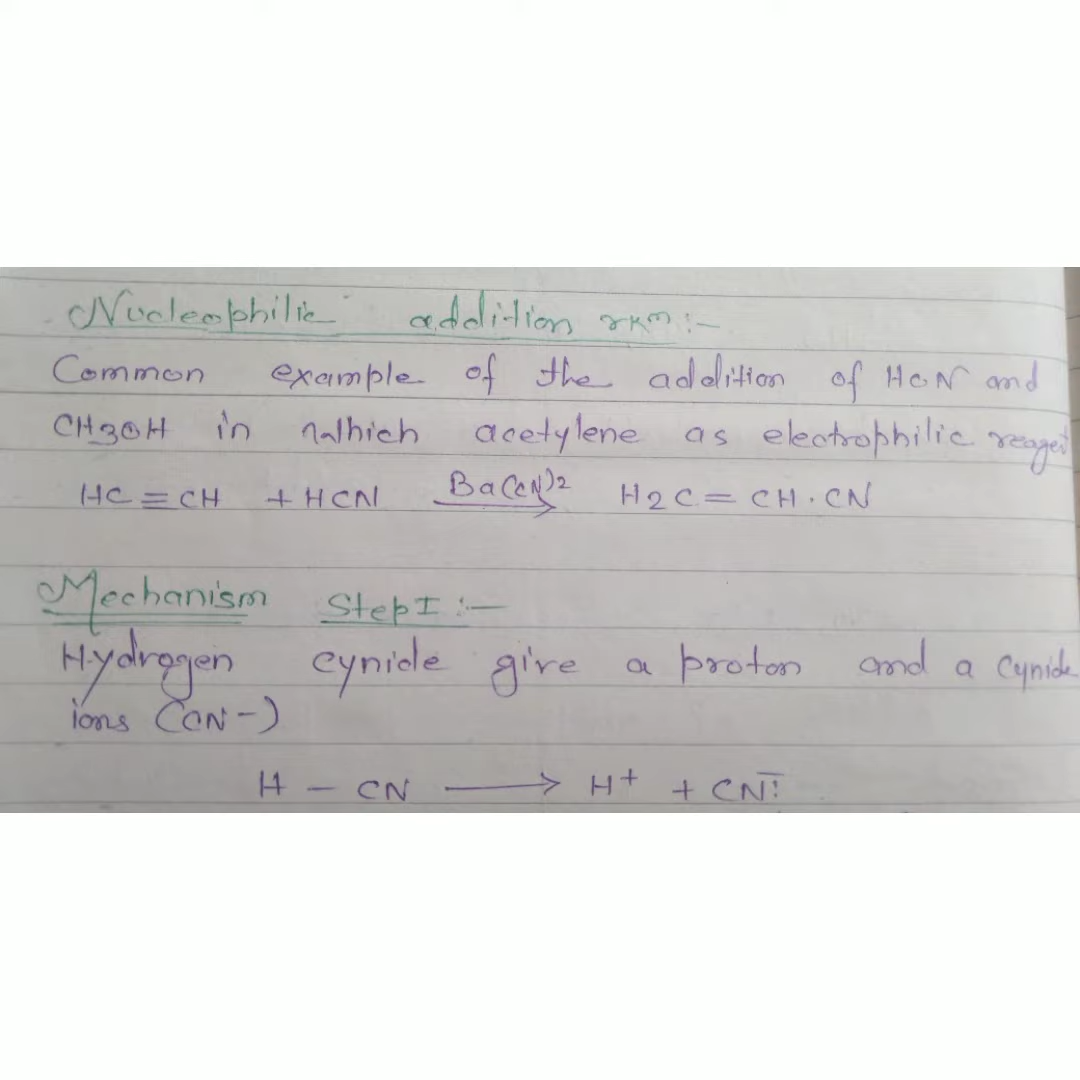 Nucleophilic addition rxn :-
Common example of the addition of HCN and
CH3OH in which acetylene as electrophilic reagent
HC ≡ CH + HCN Ba(CN)2 → H2C = CH . CN
Mechanism Step I :-
Hydrogen cynide give a proton and a cynide
ions (CN-)
H - CN → H+ + CN-: